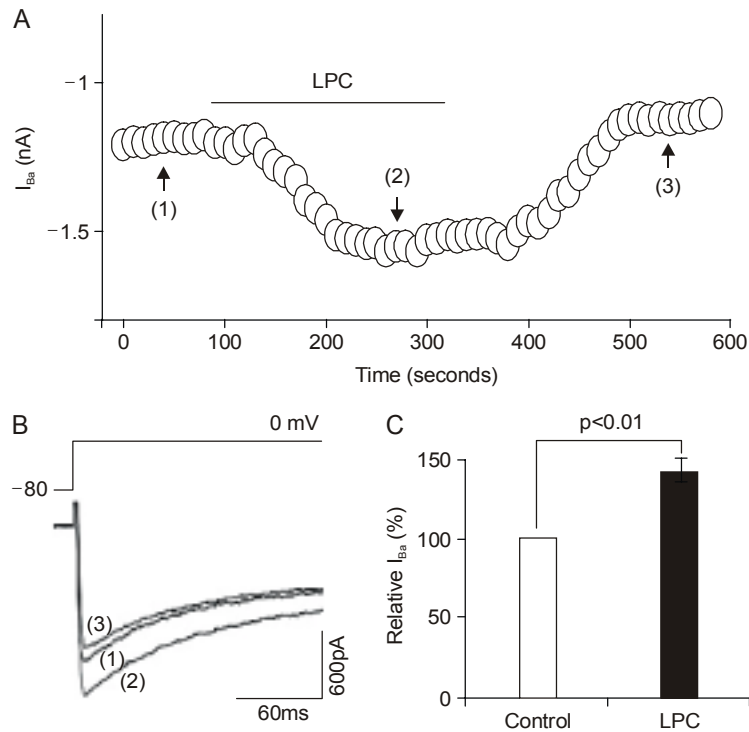 A
LPC
−1
−1.5
I Ba (nA)
(1)
(2)
(3)
0 100 200 300 400 500 600
Time (seconds)
B
0 mV
−80
(3)
(1)
(2)
600pA
60ms
C
p<0.01
150
100
50
0
Relative I Ba (%)
Control LPC